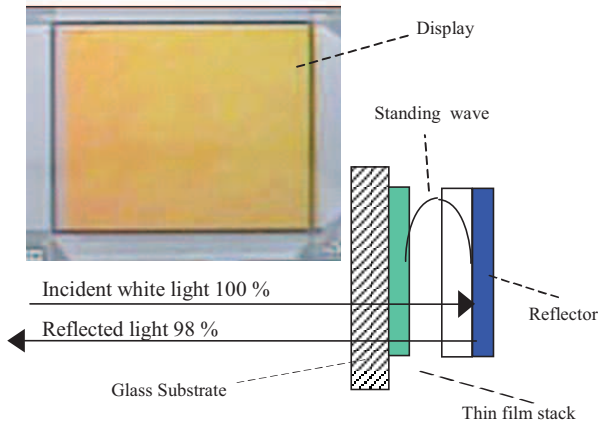 Display
Standing wave
Incident white light 100 %
Reflected light 98 %
Reflector
Glass Substrate
Thin film stack